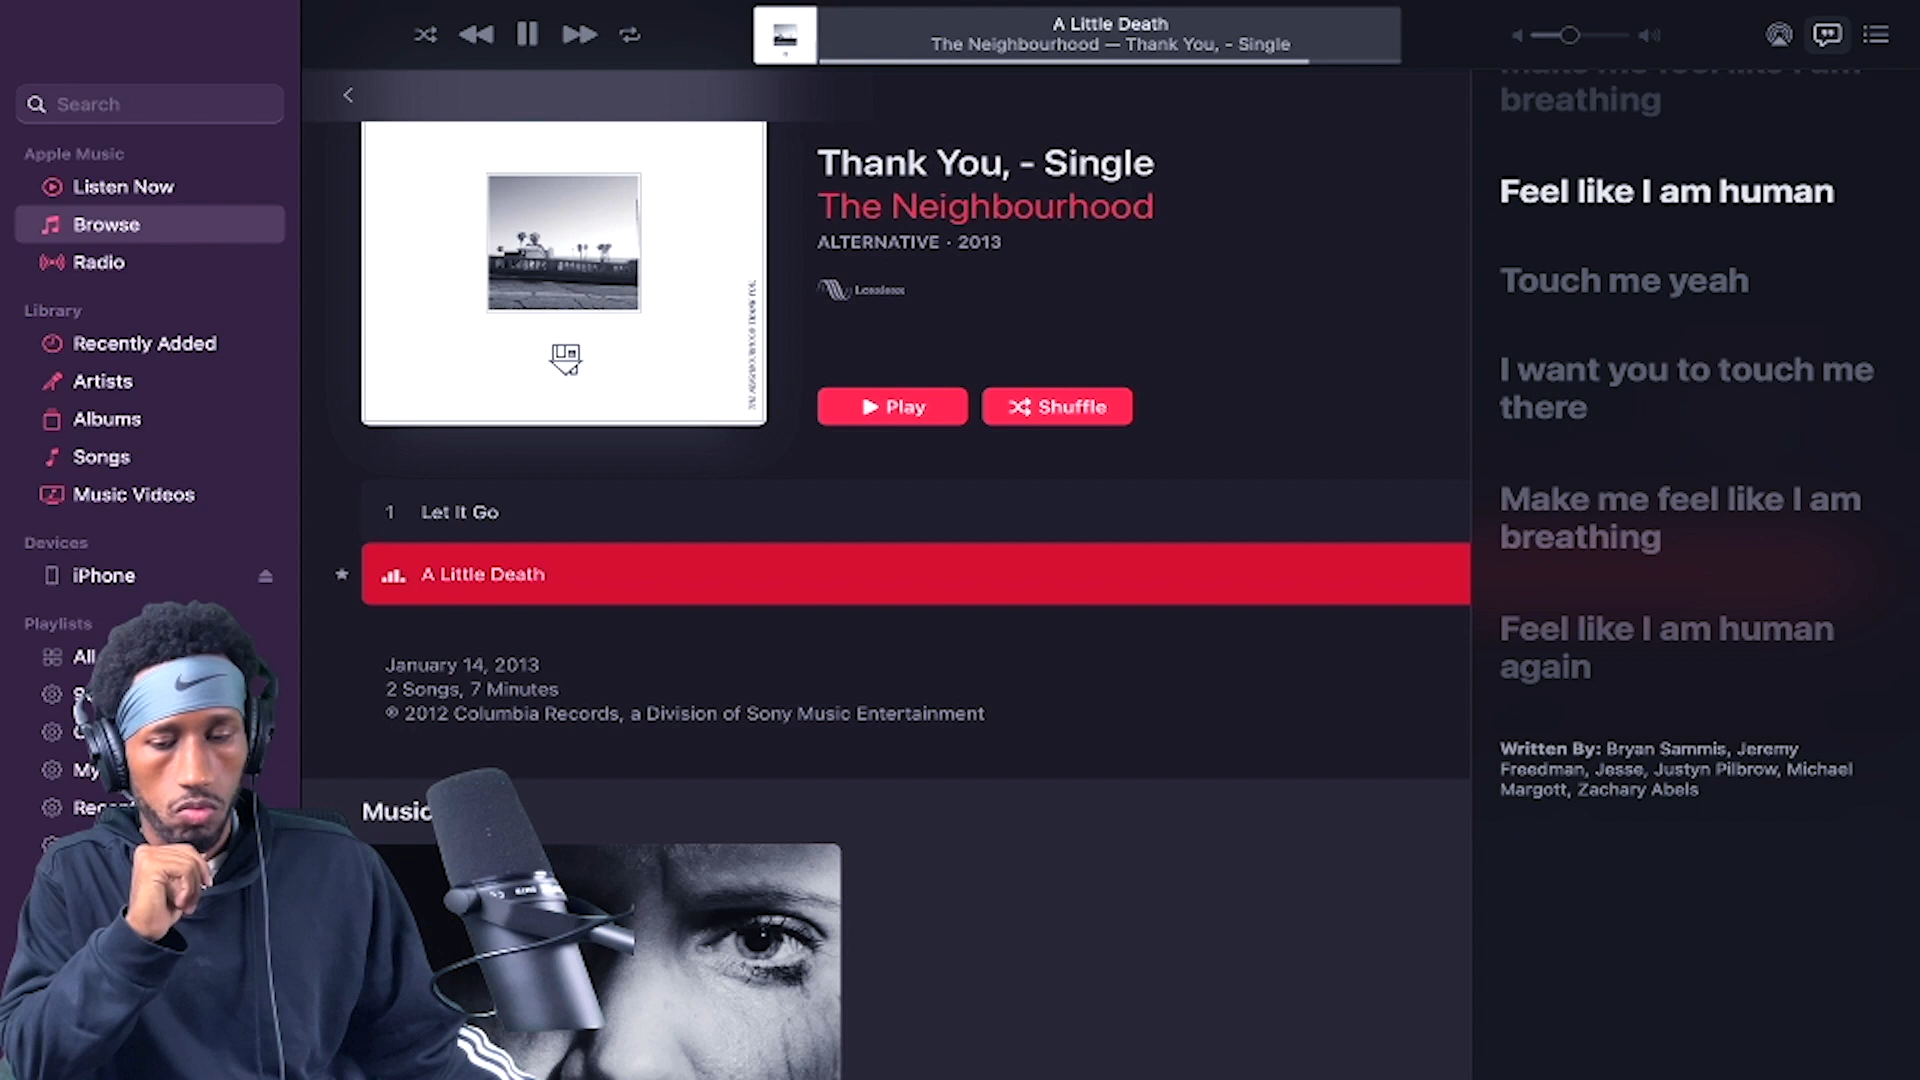 A Little Death
The Neighbourhood — Thank You, - Single
Search
Apple Music
Listen Now
Browse
Radio
Library
Recently Added
Artists
Albums
Songs
Music Videos
Devices
iPhone
Playlists
All
My
Thank You, - Single
The Neighbourhood
ALTERNATIVE · 2013
Lossless
Play
Shuffle
1 Let It Go
A Little Death
January 14, 2013
2 Songs, 7 Minutes
℗ 2012 Columbia Records, a Division of Sony Music Entertainment
Music
breathing
Feel like I am human
Touch me yeah
I want you to touch me
there
Make me feel like I am
breathing
Feel like I am human
again
Written By: Bryan Sammis, Jeremy
Freedman, Jesse, Justyn Pilbrow, Michael
Margott, Zachary Abels